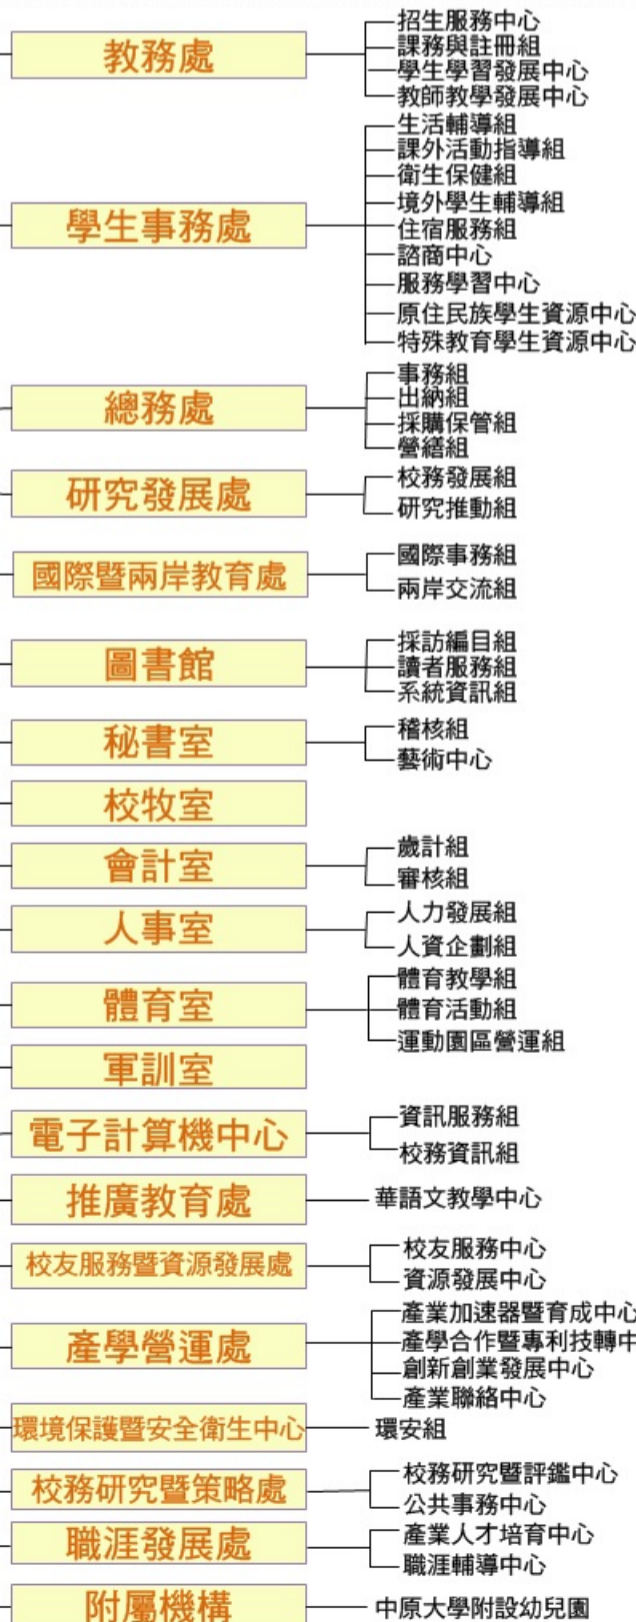 教務處
招生服務中心
課務與註冊組
學生學習發展中心
教師教學發展中心
學生事務處
生活輔導組
課外活動指導組
衛生保健組
境外學生輔導組
住宿服務組
諮商中心
服務學習中心
原住民族學生資源中心
特殊教育學生資源中心
總務處
事務組
出納組
採購保管組
營繕組
研究發展處
校務發展組
研究推動組
國際暨兩岸教育處
國際事務組
兩岸交流組
圖書館
採訪編目組
讀者服務組
系統資訊組
秘書室
稽核組
藝術中心
校牧室
會計室
歲計組
審核組
人事室
人力發展組
人資企劃組
體育室
體育教學組
體育活動組
運動園區營運組
軍訓室
電子計算機中心
資訊服務組
校務資訊組
推廣教育處
華語文教學中心
校友服務暨資源發展處
校友服務中心
資源發展中心
產學營運處
產業加速器暨育成中心
產學合作暨專利技轉中
創新創業發展中心
產業聯絡中心
環境保護暨安全衛生中心
環安組
校務研究暨策略處
校務研究暨評鑑中心
公共事務中心
職涯發展處
產業人才培育中心
職涯輔導中心
附屬機構
中原大學附設幼兒園